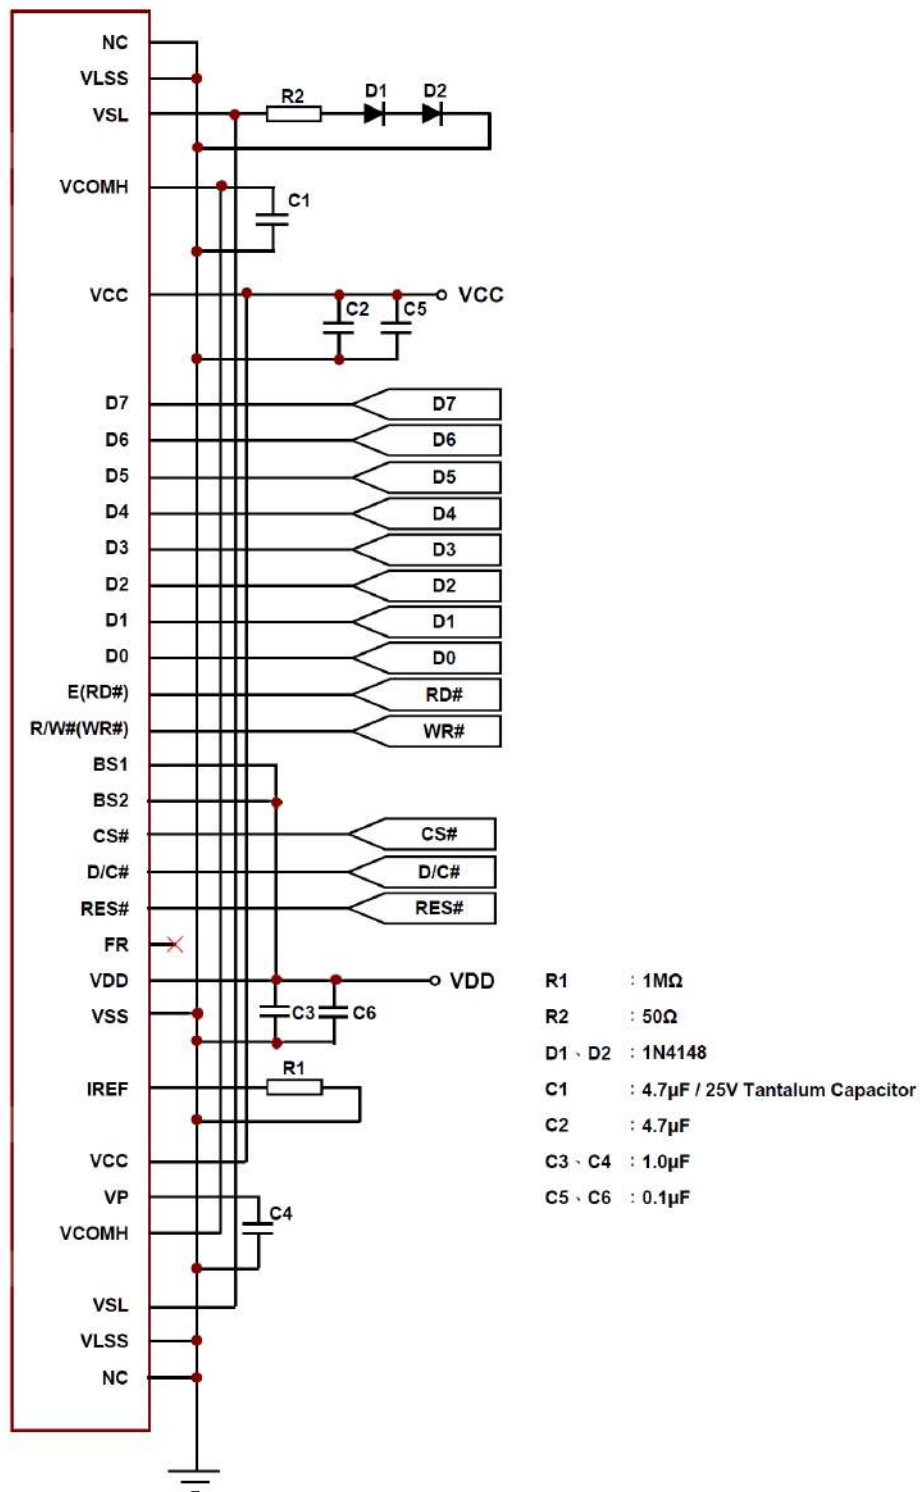 NC
VLSS
VSL R2 D1 D2
VCOMH C1
VCC C2 C5 VCC
D7 D7
D6 D6
D5 D5
D4 D4
D3 D3
D2 D2
D1 D1
D0 D0
E(RD#) RD#
R/W#(WR#) WR#
BS1
BS2
CS# CS#
D/C# D/C#
RES# RES#
FR
VDD VDD
VSS C3 C6
IREF R1
VCC
VP
VCOMH C4
VSL
VLSS
NC
R1 : 1MΩ
R2 : 50Ω
D1、D2 : 1N4148
C1 : 4.7µF / 25V Tantalum Capacitor
C2 : 4.7µF
C3、C4 : 1.0µF
C5、C6 : 0.1µF